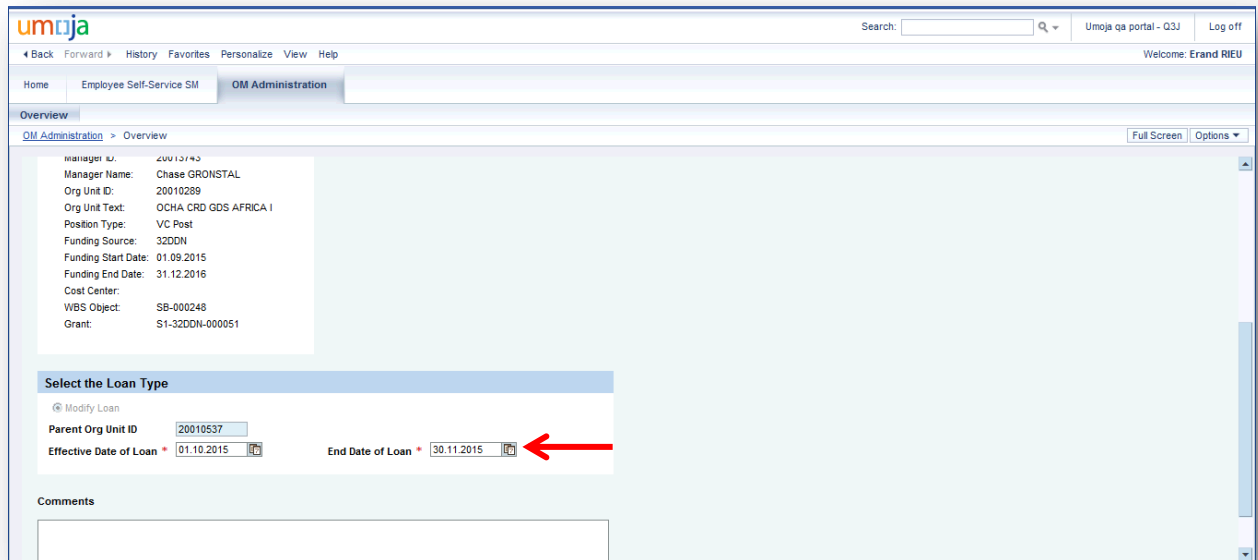 umoja
Search:
Umoja qa portal - Q3J
Log off
Back Forward History Favorites Personalize View Help
Welcome: Erand RIEU
Home Employee Self-Service SM OM Administration
Overview
OM Administration > Overview
Full Screen Options
Manager ID: 20013743
Manager Name: Chase GRONSTAL
Org Unit ID: 20010289
Org Unit Text: OCHA CRD GDS AFRICA I
Position Type: VC Post
Funding Source: 32DDN
Funding Start Date: 01.09.2015
Funding End Date: 31.12.2016
Cost Center:
WBS Object: SB-000248
Grant: S1-32DDN-000051
Select the Loan Type
Modify Loan
Parent Org Unit ID 20010537
Effective Date of Loan * 01.10.2015 End Date of Loan * 30.11.2015
Comments